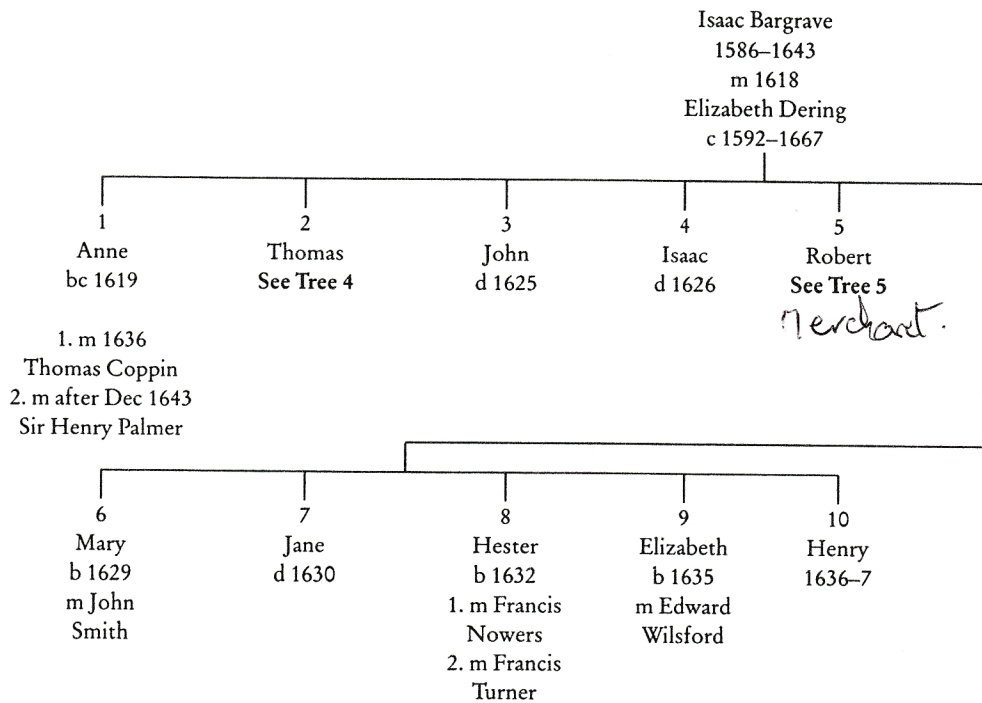 Isaac Bargrave
1586–1643
m 1618
Elizabeth Dering
c 1592–1667
1
Anne
bc 1619
1. m 1636
Thomas Coppin
2. m after Dec 1643
Sir Henry Palmer
2
Thomas
See Tree 4
3
John
d 1625
4
Isaac
d 1626
5
Robert
See Tree 5
Merchant.
6
Mary
b 1629
m John
Smith
7
Jane
d 1630
8
Hester
b 1632
1. m Francis
Nowers
2. m Francis
Turner
9
Elizabeth
b 1635
m Edward
Wilsford
10
Henry
1636–7